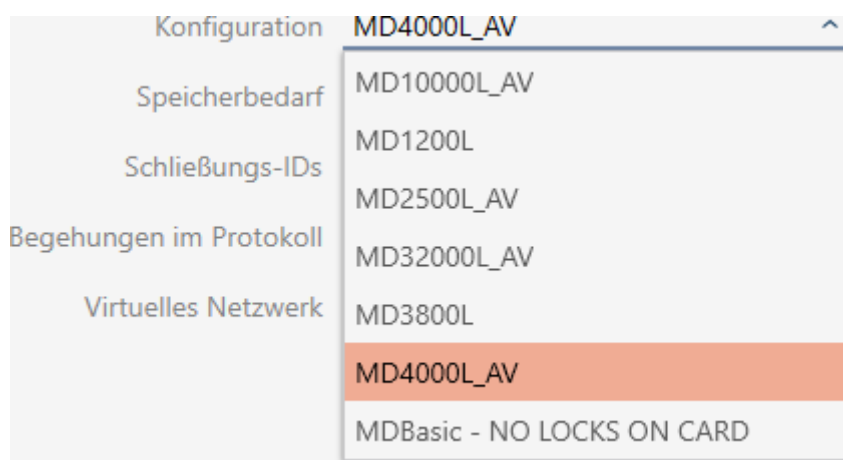 Konfiguration MD4000L_AV
Speicherbedarf
Schließungs-IDs
Begehungen im Protokoll
Virtuelles Netzwerk
MD10000L_AV
MD1200L
MD2500L_AV
MD32000L_AV
MD3800L
MD4000L_AV
MDBasic - NO LOCKS ON CARD